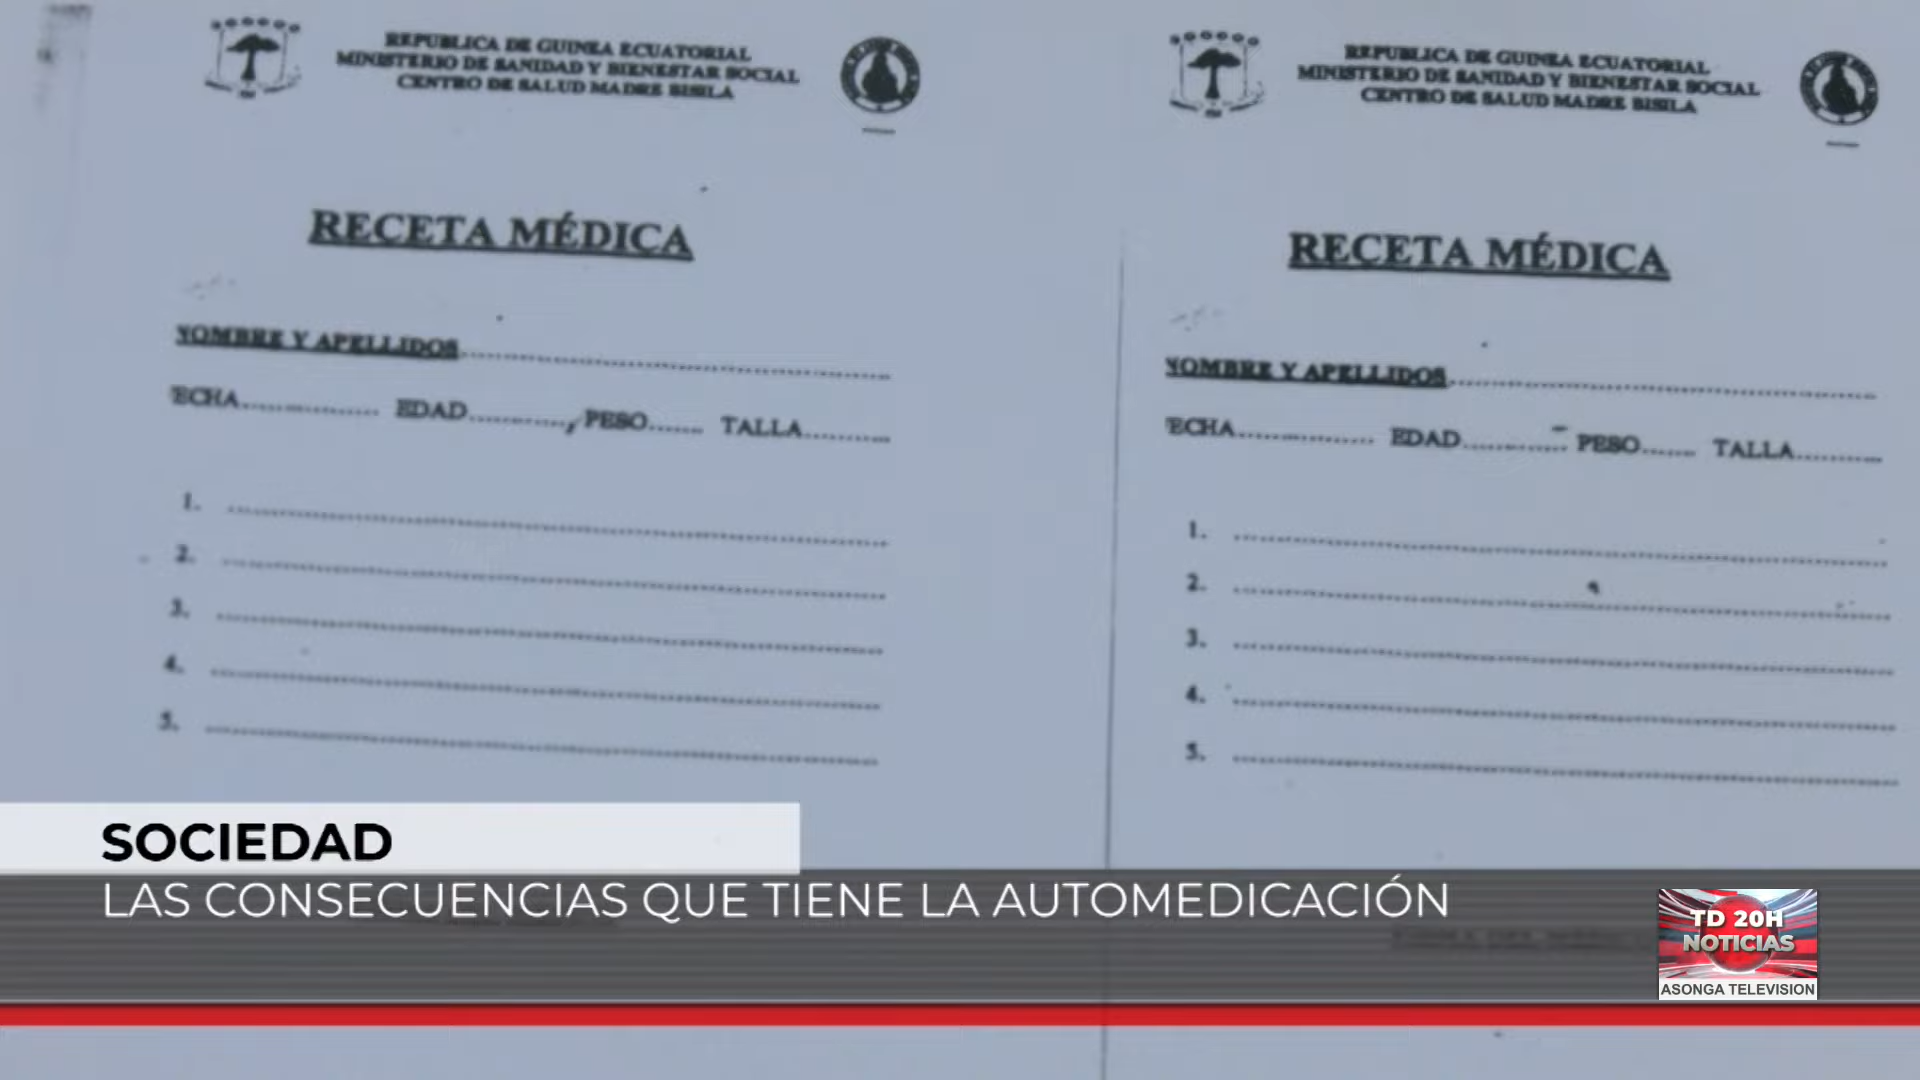 REPUBLICA DE GUINEA ECUATORIAL
MINISTERIO DE SANIDAD Y BIENESTAR SOCIAL
CENTRO DE SALUD MADRE BISILA
RECETA MÉDICA
NOMBRE Y APELLIDOS
FECHA EDAD PESO TALLA
1.
2.
3.
4.
5.
REPUBLICA DE GUINEA ECUATORIAL
MINISTERIO DE SANIDAD Y BIENESTAR SOCIAL
CENTRO DE SALUD MADRE BISILA
RECETA MÉDICA
NOMBRE Y APELLIDOS
FECHA EDAD PESO TALLA
1.
2.
3.
4.
5.
SOCIEDAD
LAS CONSECUENCIAS QUE TIENE LA AUTOMEDICACIÓN
TD 20H
NOTICIAS
ASONGA TELEVISION